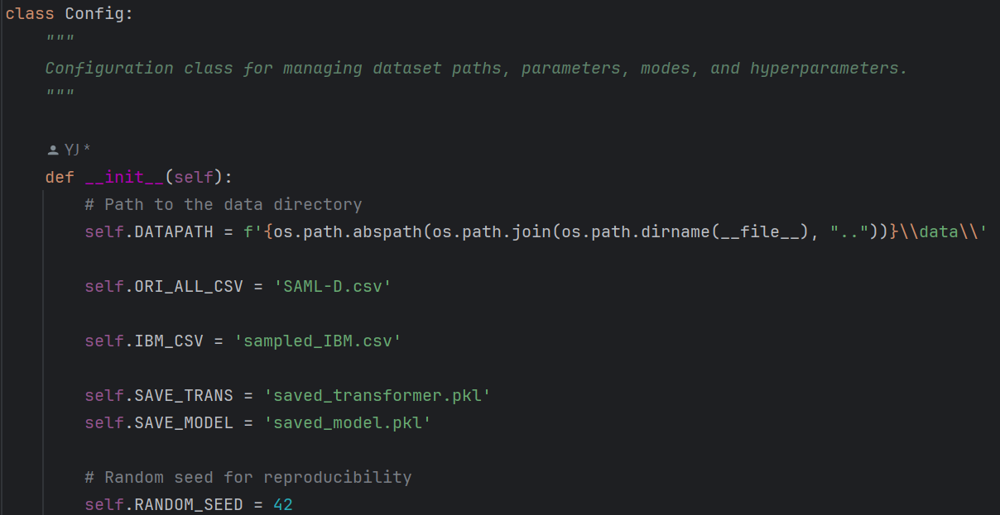 class Config:
"""
Configuration class for managing dataset paths, parameters, modes, and hyperparameters.
"""
YJ *
def __init__(self):
# Path to the data directory
self.DATAPATH = f'{os.path.abspath(os.path.join(os.path.dirname(__file__), ".."))}\\data\\'
self.ORI_ALL_CSV = 'SAML-D.csv'
self.IBM_CSV = 'sampled_IBM.csv'
self.SAVE_TRANS = 'saved_transformer.pkl'
self.SAVE_MODEL = 'saved_model.pkl'
# Random seed for reproducibility
self.RANDOM_SEED = 42